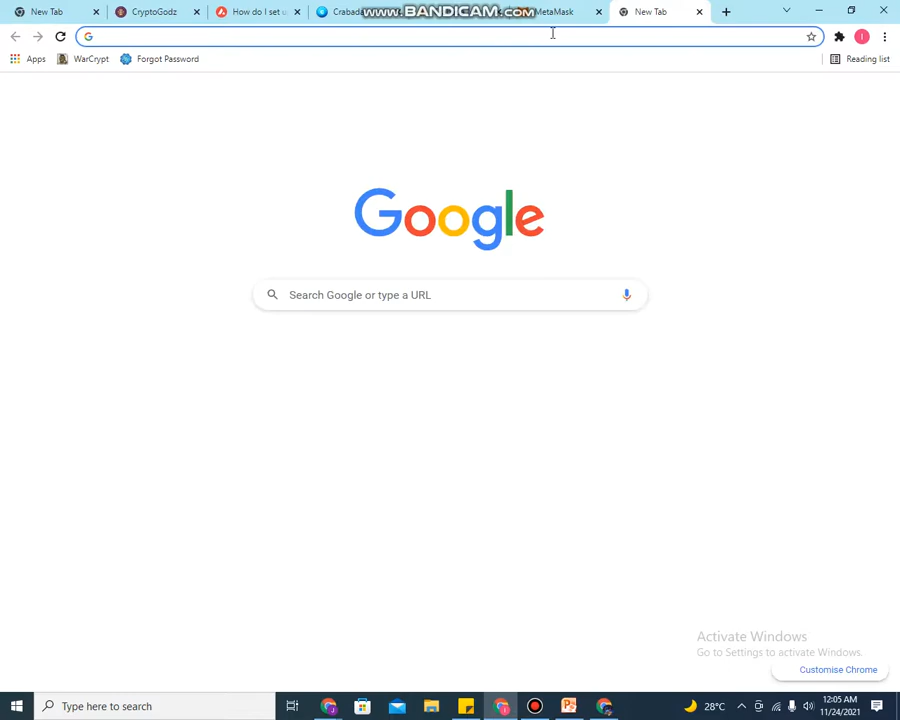 New Tab
CryptoGodz
How do I set u
Crabada
www.BANDICAM.com
MetaMask
New Tab
Apps
WarCrypt
Forgot Password
Reading list
Google
Search Google or type a URL
Activate Windows
Go to Settings to activate Windows.
Customise Chrome
Type here to search
28°C
12:05 AM
11/24/2021